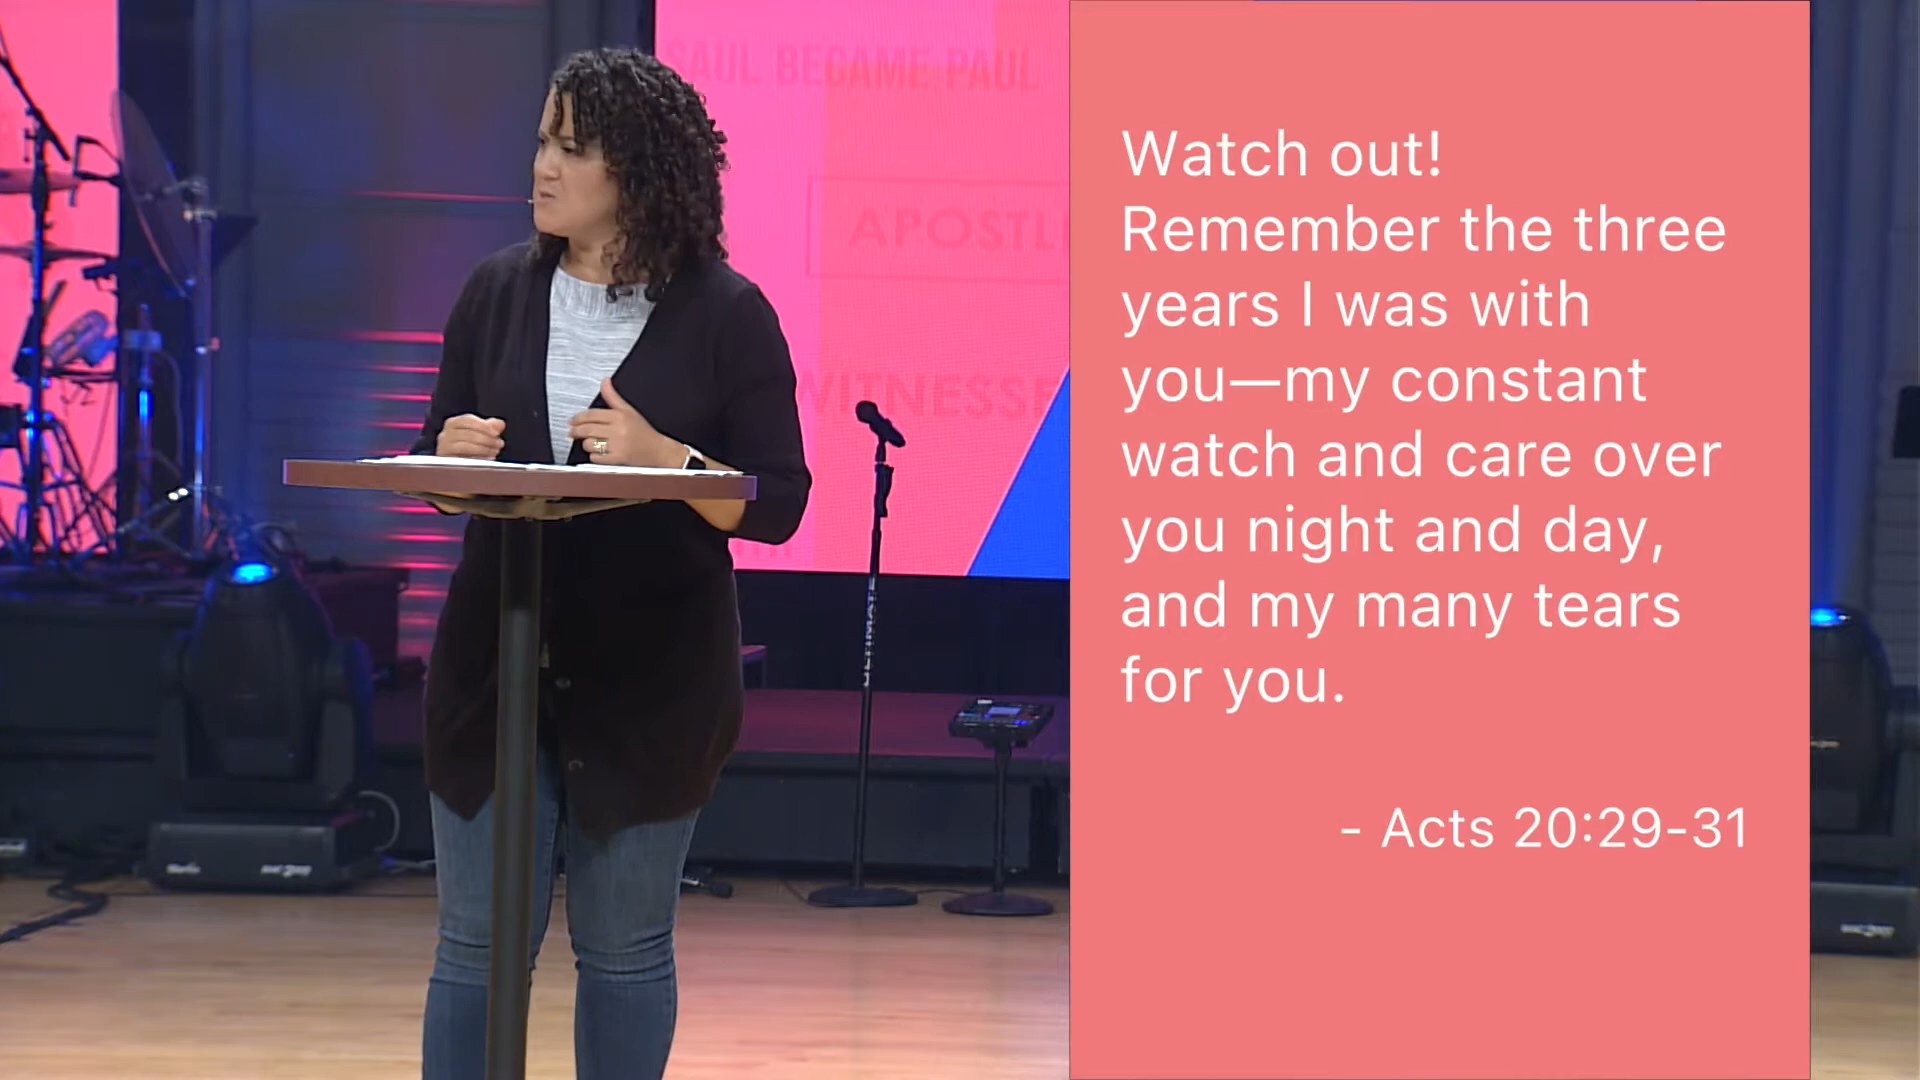 SAUL BECAME PAUL
APOSTL
WITNESSE
Watch out!
Remember the three
years I was with
you—my constant
watch and care over
you night and day,
and my many tears
for you.
- Acts 20:29-31